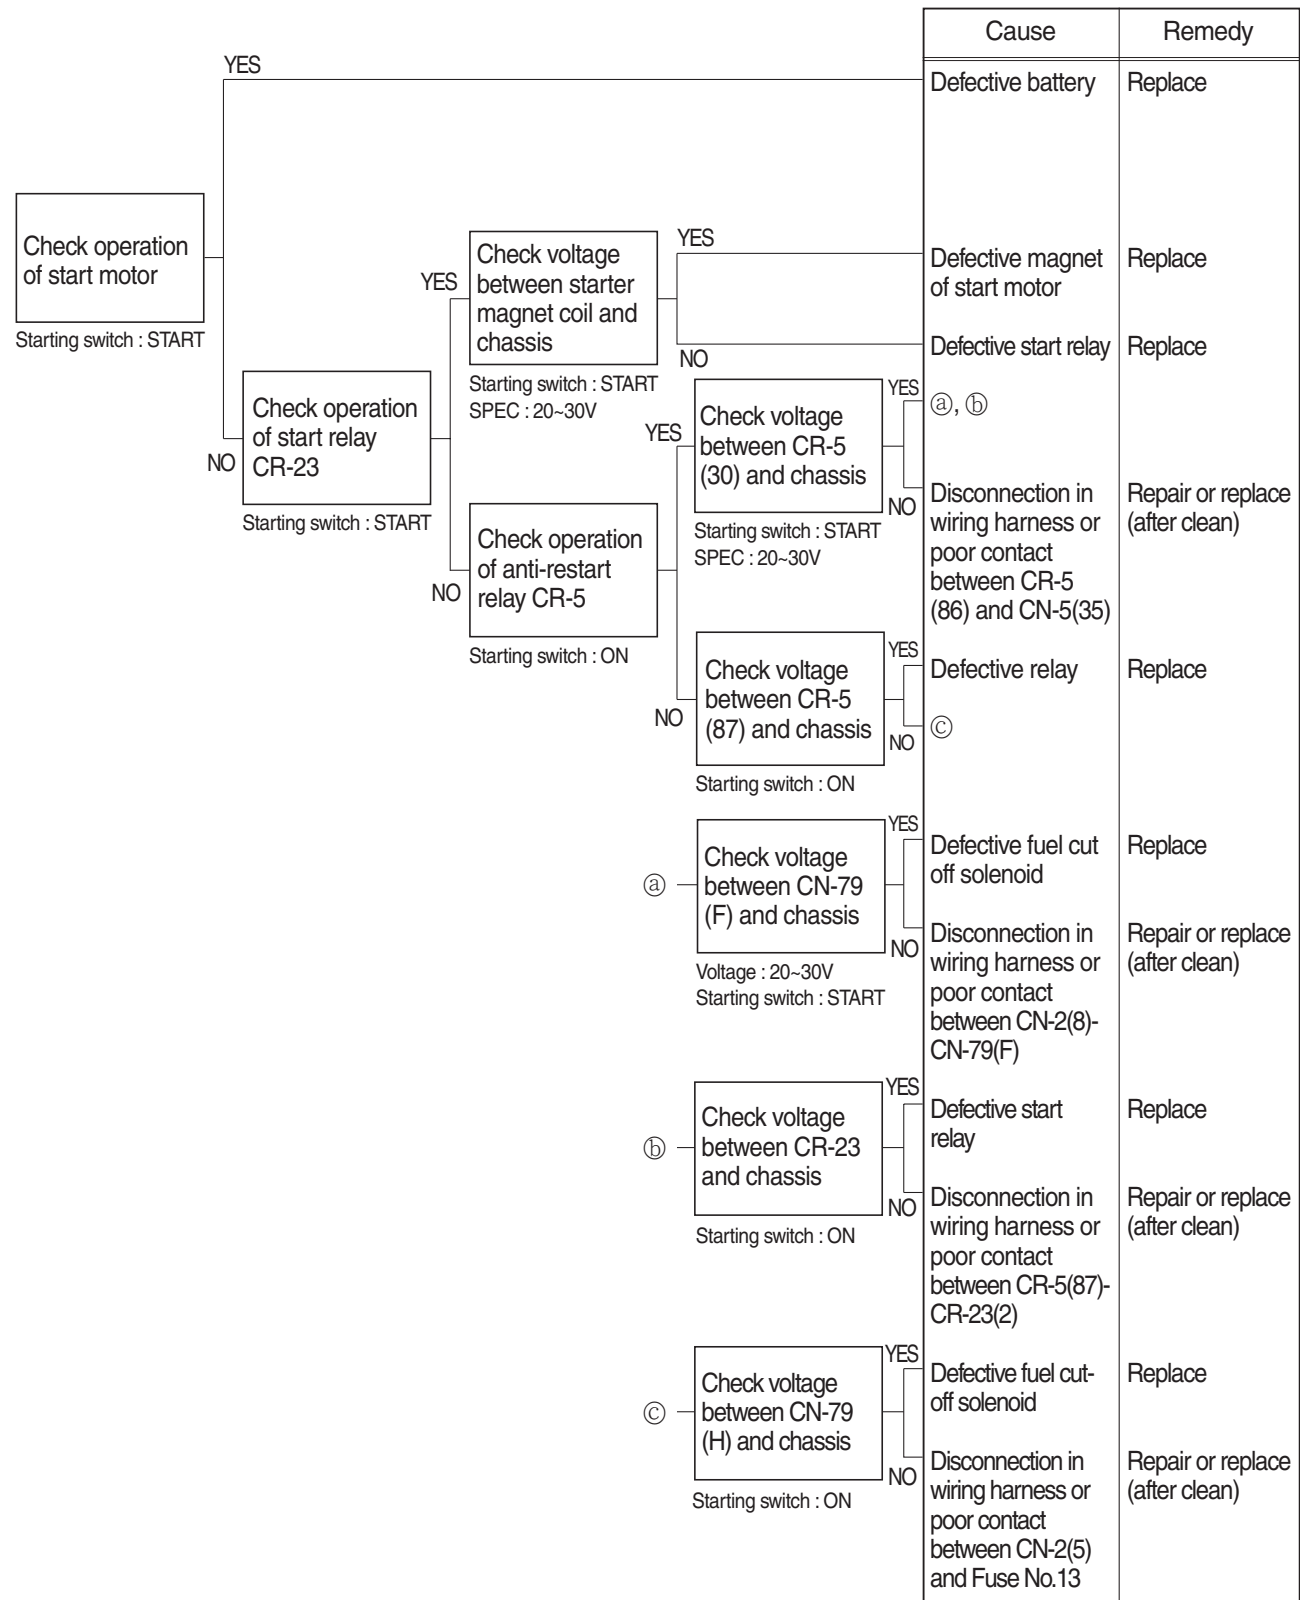 Cause
Remedy
YES
Defective battery
Replace
Check operation
of start motor
Starting switch : START
YES
Check voltage
between starter
magnet coil and
chassis
Starting switch : START
SPEC : 20~30V
YES
Defective magnet
of start motor
Replace
NO
Defective start relay
Replace
NO
Check operation
of start relay
CR-23
Starting switch : START
NO
Check operation
of anti-restart
relay CR-5
Starting switch : ON
YES
Check voltage
between CR-5
(30) and chassis
Starting switch : START
SPEC : 20~30V
YES
ⓐ, ⓑ
NO
Disconnection in
wiring harness or
poor contact
between CR-5
(86) and CN-5(35)
Repair or replace
(after clean)
NO
Check voltage
between CR-5
(87) and chassis
Starting switch : ON
YES
Defective relay
Replace
NO
ⓒ
ⓐ
Check voltage
between CN-79
(F) and chassis
Voltage : 20~30V
Starting switch : START
YES
Defective fuel cut
off solenoid
Replace
NO
Disconnection in
wiring harness or
poor contact
between CN-2(8)-
CN-79(F)
Repair or replace
(after clean)
ⓑ
Check voltage
between CR-23
and chassis
Starting switch : ON
YES
Defective start
relay
Replace
NO
Disconnection in
wiring harness or
poor contact
between CR-5(87)-
CR-23(2)
Repair or replace
(after clean)
ⓒ
Check voltage
between CN-79
(H) and chassis
Starting switch : ON
YES
Defective fuel cut-
off solenoid
Replace
NO
Disconnection in
wiring harness or
poor contact
between CN-2(5)
and Fuse No.13
Repair or replace
(after clean)